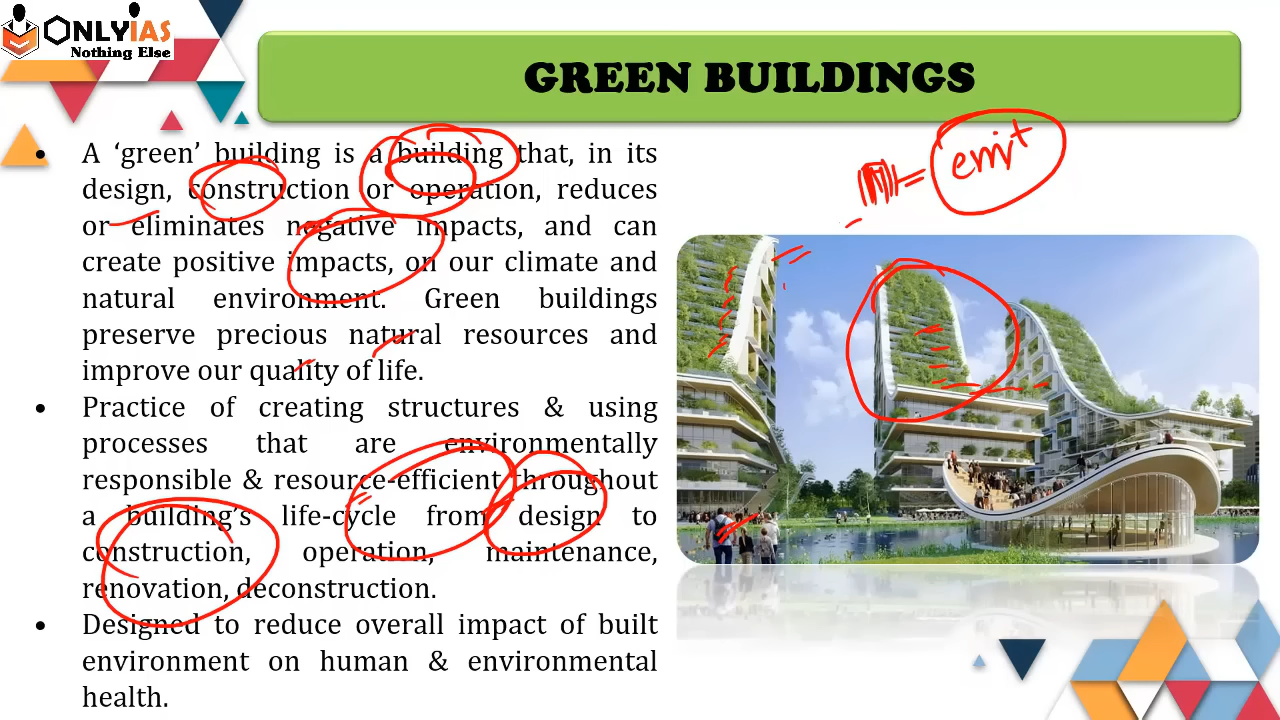 ONLYIAS
Nothing Else
GREEN BUILDINGS
• A ‘green’ building is a building that, in its
design, construction or operation, reduces
or eliminates negative impacts, and can
create positive impacts, on our climate and
natural environment. Green buildings
preserve precious natural resources and
improve our quality of life.
• Practice of creating structures & using
processes that are environmentally
responsible & resource-efficient throughout
a building’s life-cycle from design to
construction, operation, maintenance,
renovation, deconstruction.
• Designed to reduce overall impact of built
environment on human & environmental
health.